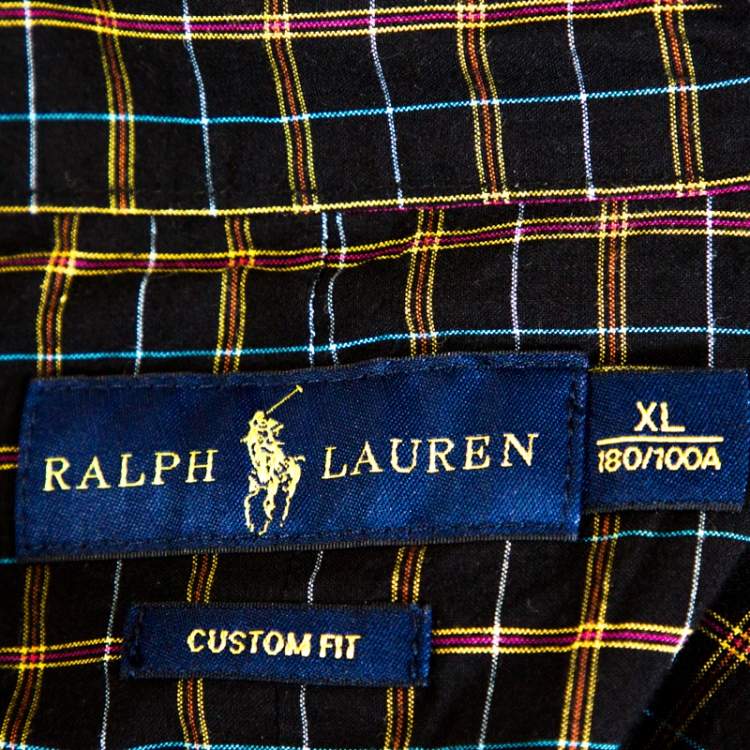 RALPH LAUREN
XL
180/100A
CUSTOM FIT